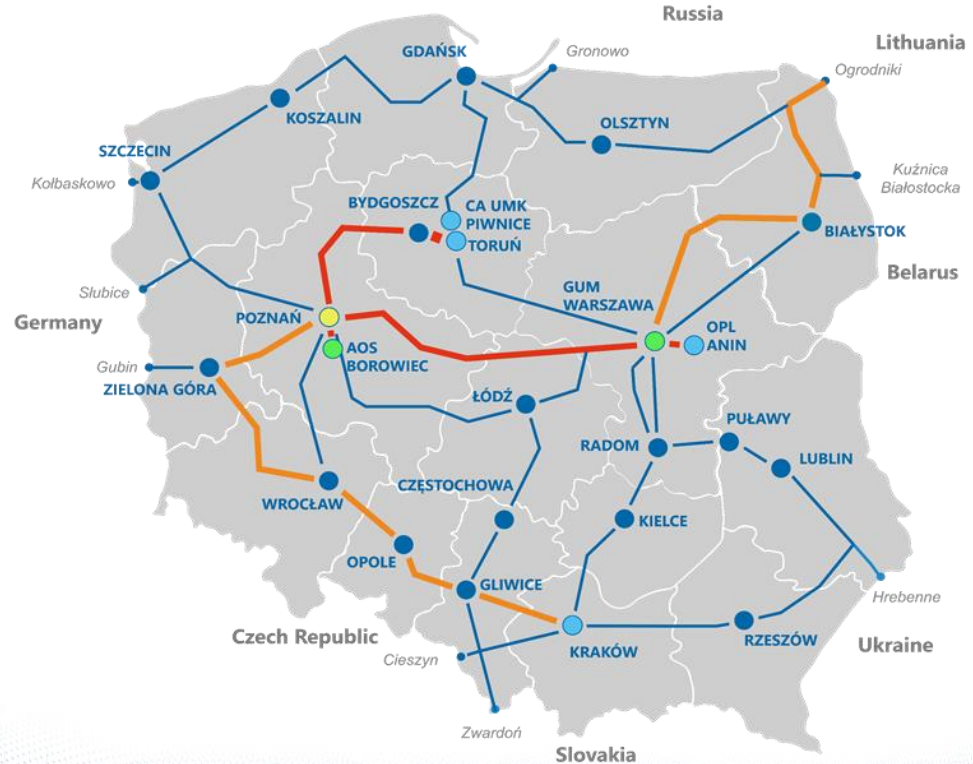 Russia
Lithuania
GDAŃSK
Gronowo
Ogrodniki
KOSZALIN
OLSZTYN
SZCZECIN
Kołbaskowo
Kuźnica
Białostocka
BYDGOSZCZ
CA UMK
PIWNICE
TORUŃ
BIAŁYSTOK
Belarus
Słubice
GUM
WARSZAWA
Germany
POZNAŃ
OPL
ANIN
AOS
BOROWIEC
Gubin
ZIELONA GÓRA
ŁÓDŹ
PUŁAWY
RADOM
LUBLIN
CZĘSTOCHOWA
WROCŁAW
KIELCE
OPOLE
GLIWICE
Hrebenne
Czech Republic
RZESZÓW
Ukraine
KRAKÓW
Cieszyn
Zwardoń
Slovakia